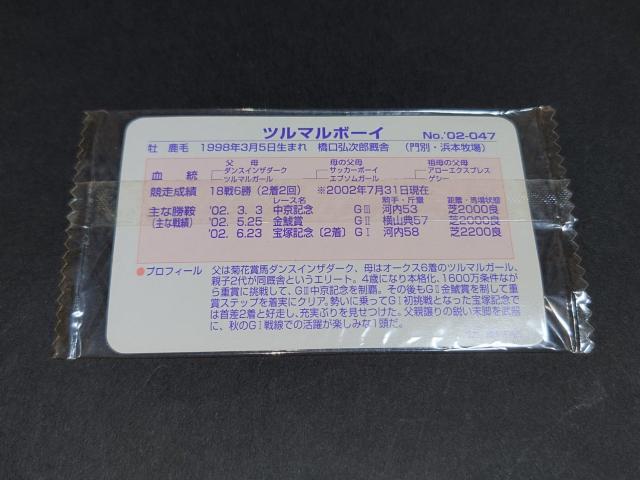 ツルマルボーイ No.'02-047
牡 鹿毛 1998年3月5日生まれ 橋口弘次郎厩舎 (門別・浜本牧場)
父 母 母の父母 祖母の父母
血統 ダンスインザダーク サッカーボーイ アローエクスプレス
ツルマルガール エプソムガール ゲシー
競走成績 18戦6勝(2着2回) ※2002年7月31日現在
レース名 騎手・斤量 距離・馬場状態
主な勝鞍 '02. 3. 3 中京記念 GⅢ 河内53 芝2000良
(主な戦績) '02. 5.25 金鯱賞 GⅡ 横山典57 芝2000良
'02. 6.23 宝塚記念〔2着〕 GⅠ 河内58 芝2200良
●プロフィール 父は菊花賞馬ダンスインザダーク、母はオークス6着のツルマルガール。
親子2代が同厩舎というエリート。4歳になり本格化、1600万条件なが
ら重賞に挑戦して、GⅢ中京記念を制覇。その後もGⅡ金鯱賞を制して重
賞ステップを着実にクリア。勢いに乗ってGⅠ初挑戦となった宝塚記念で
は首差2着と好走し、充実ぶりを見せつけた。父親譲りの鋭い末脚を武器
に、秋のGⅠ戦線での活躍が楽しみな1頭だ。